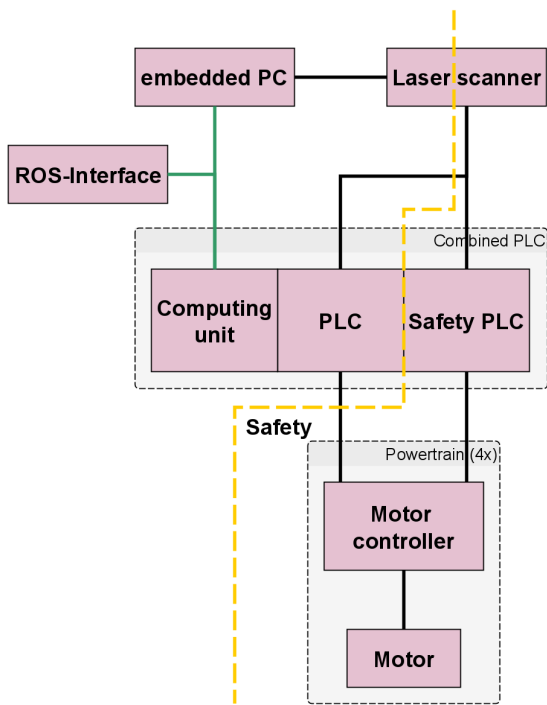 embedded PC
Laser scanner
ROS-Interface
Combined PLC
Computing
unit
PLC
Safety PLC
Safety
Powertrain (4x)
Motor
controller
Motor